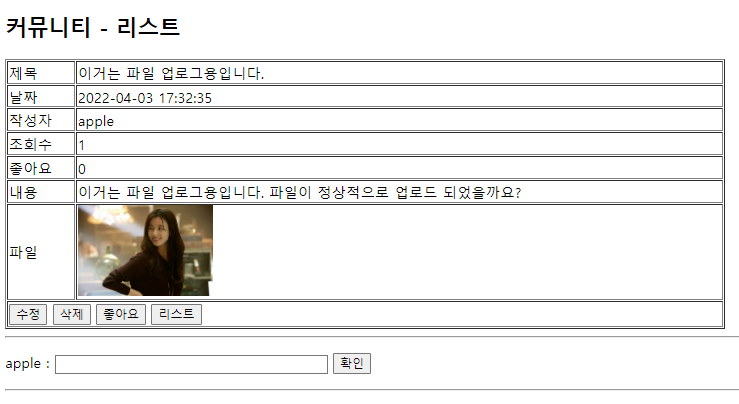 커뮤니티 - 리스트
제목 이거는 파일 업로그용입니다.
날짜 2022-04-03 17:32:35
작성자 apple
조회수 1
좋아요 0
내용 이거는 파일 업로그용입니다. 파일이 정상적으로 업로드 되었을까요?
파일
수정 삭제 좋아요 리스트
apple : 확인